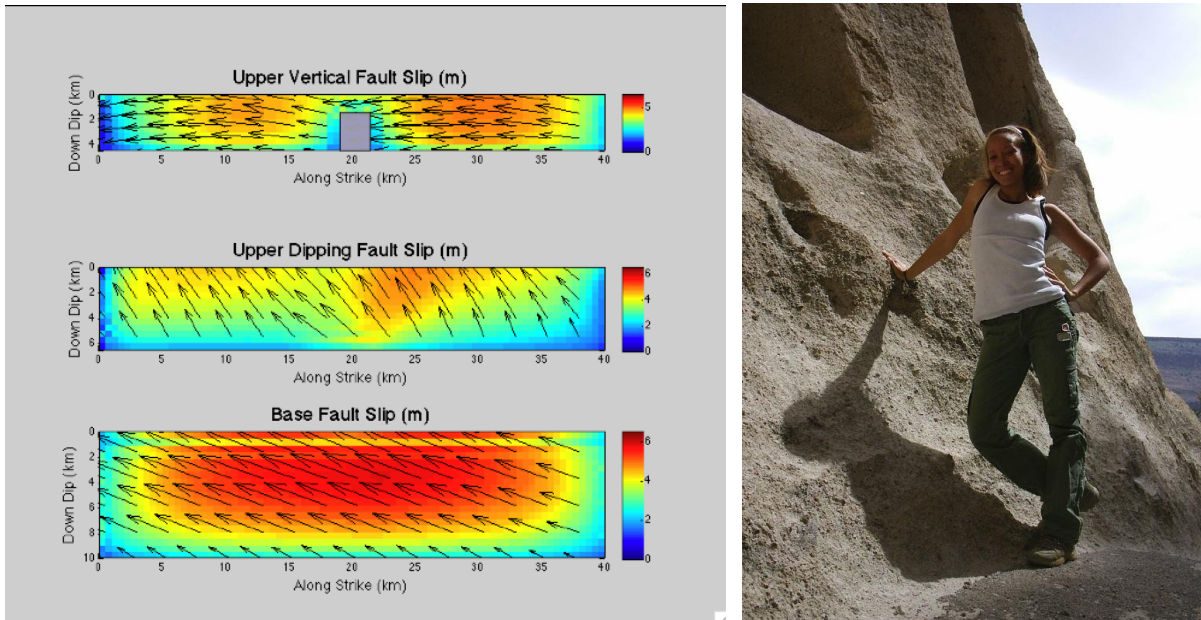 Upper Vertical Fault Slip (m)
Down Dip (km)
0
2
4
0 5 10 15 20 25 30 35 40
Along Strike (km)
5
0
Upper Dipping Fault Slip (m)
Down Dip (km)
0
2
4
6
0 5 10 15 20 25 30 35 40
Along Strike (km)
6
4
2
0
Base Fault Slip (m)
Down Dip (km)
0
2
4
6
8
10
0 5 10 15 20 25 30 35 40
Along Strike (km)
6
4
2
0